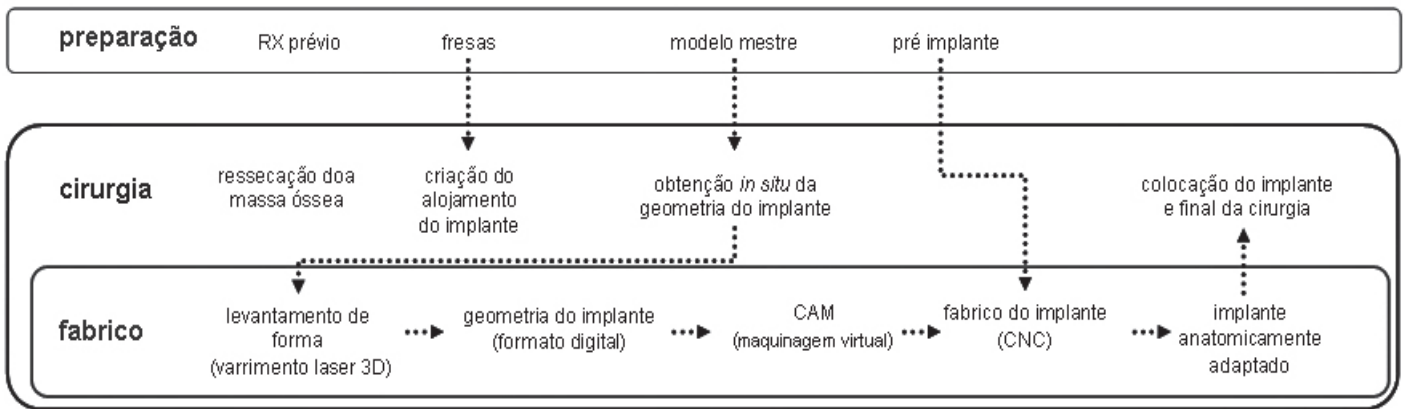 preparação
RX prévio
fresas
modelo mestre
pré implante
cirurgia
ressecação doa
massa óssea
criação do
alojamento
do implante
obtenção in situ da
geometria do implante
colocação do implante
e final da cirurgia
fabrico
levantamento de
forma
(varrimento laser 3D)
geometria do implante
(formato digital)
CAM
(maquinagem virtual)
fabrico do implante
(CNC)
implante
anatomicamente
adaptado